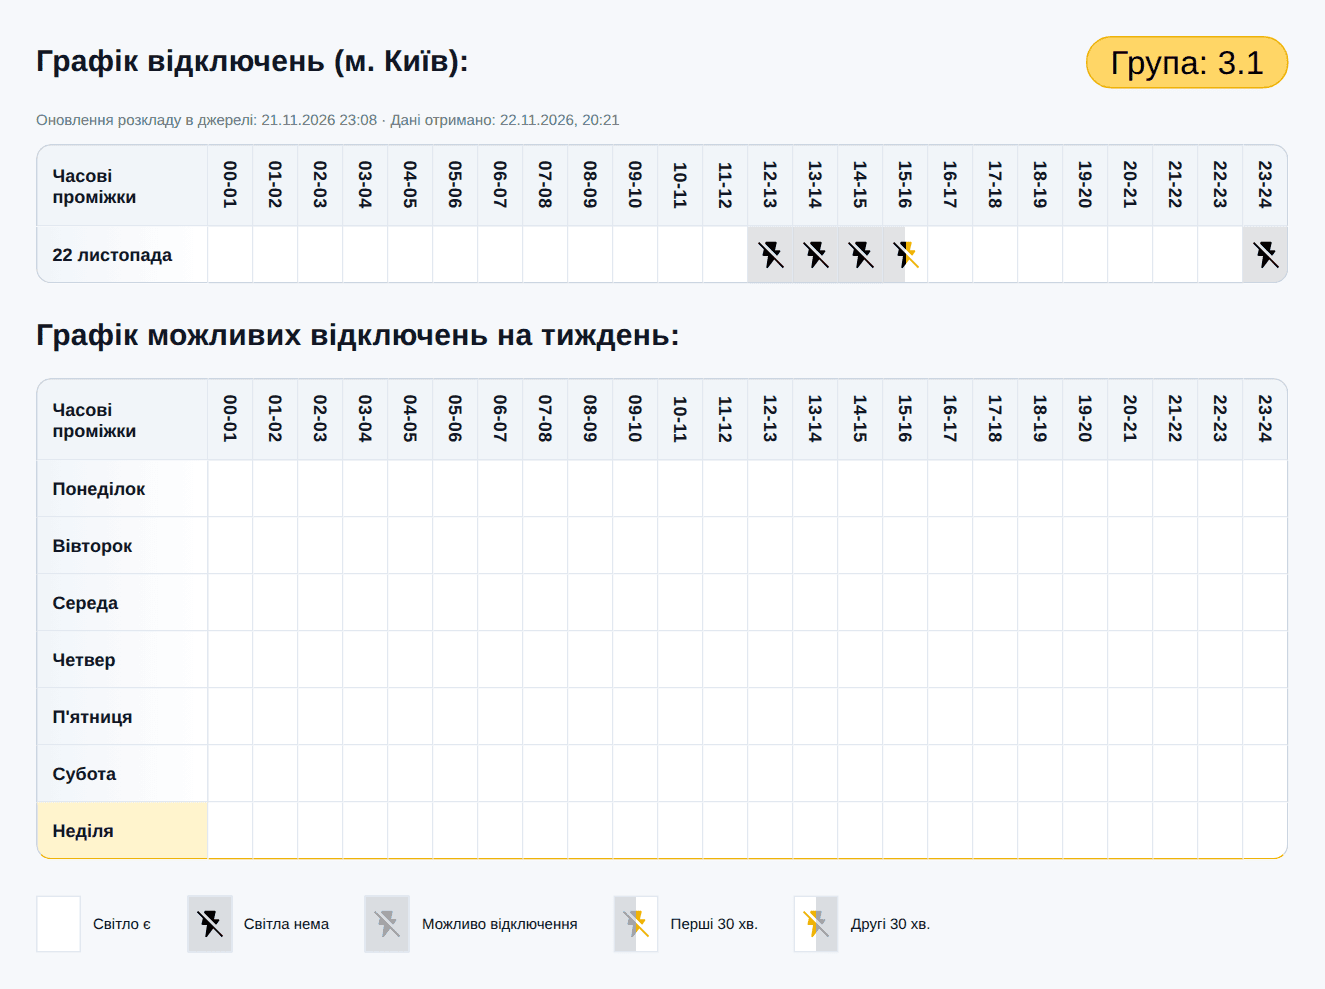 Графік відключень (м. Київ):
Група: 3.1
Оновлення розкладу в джерелі: 21.11.2026 23:08 · Дані отримано: 22.11.2026, 20:21
Часові проміжки 00-01 01-02 02-03 03-04 04-05 05-06 06-07 07-08 08-09 09-10 10-11 11-12 12-13 13-14 14-15 15-16 16-17 17-18 18-19 19-20 20-21 21-22 22-23 23-24
22 листопада
Графік можливих відключень на тиждень:
Часові проміжки 00-01 01-02 02-03 03-04 04-05 05-06 06-07 07-08 08-09 09-10 10-11 11-12 12-13 13-14 14-15 15-16 16-17 17-18 18-19 19-20 20-21 21-22 22-23 23-24
Понеділок
Вівторок
Середа
Четвер
П'ятниця
Субота
Неділя
Світло є Світла нема Можливо відключення Перші 30 хв. Другі 30 хв.